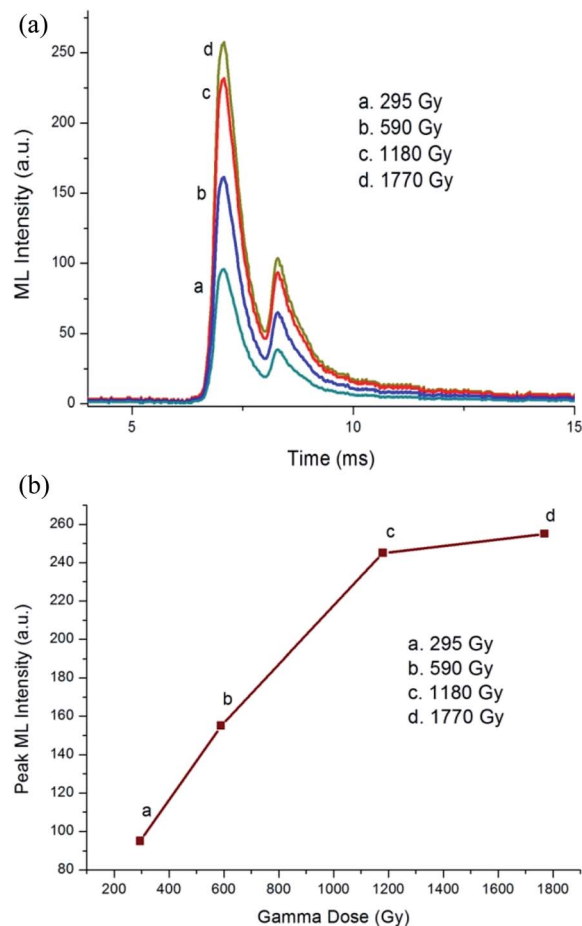 (a)
d
c
b
a
a. 295 Gy
b. 590 Gy
c. 1180 Gy
d. 1770 Gy
250
200
150
100
50
0
ML Intensity (a.u.)
5
10
15
Time (ms)
(b)
260
240
220
200
180
160
140
120
100
80
Peak ML Intensity (a.u.)
a
b
c
d
a. 295 Gy
b. 590 Gy
c. 1180 Gy
d. 1770 Gy
200
400
600
800
1000
1200
1400
1600
1800
Gamma Dose (Gy)